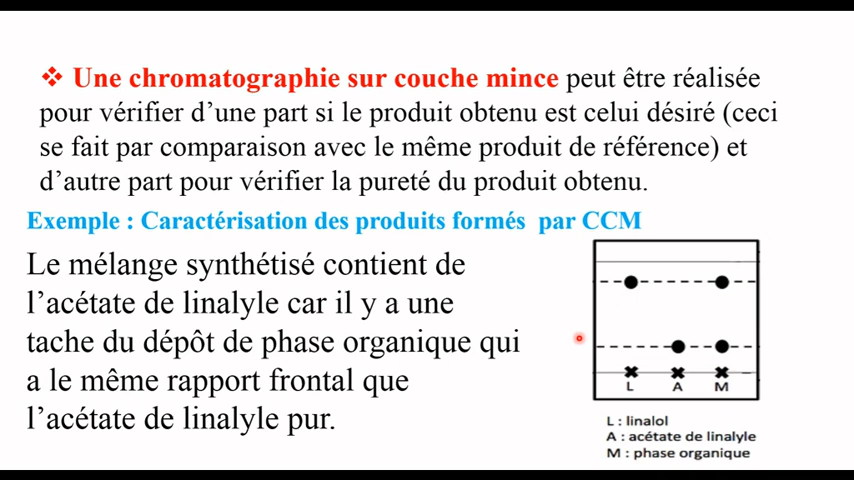 ❖ Une chromatographie sur couche mince peut être réalisée
pour vérifier d’une part si le produit obtenu est celui désiré (ceci
se fait par comparaison avec le même produit de référence) et
d’autre part pour vérifier la pureté du produit obtenu.
Exemple : Caractérisation des produits formés par CCM
Le mélange synthétisé contient de
l’acétate de linalyle car il y a une
tache du dépôt de phase organique qui
a le même rapport frontal que
l’acétate de linalyle pur.
L A M
L : linalol
A : acétate de linalyle
M : phase organique